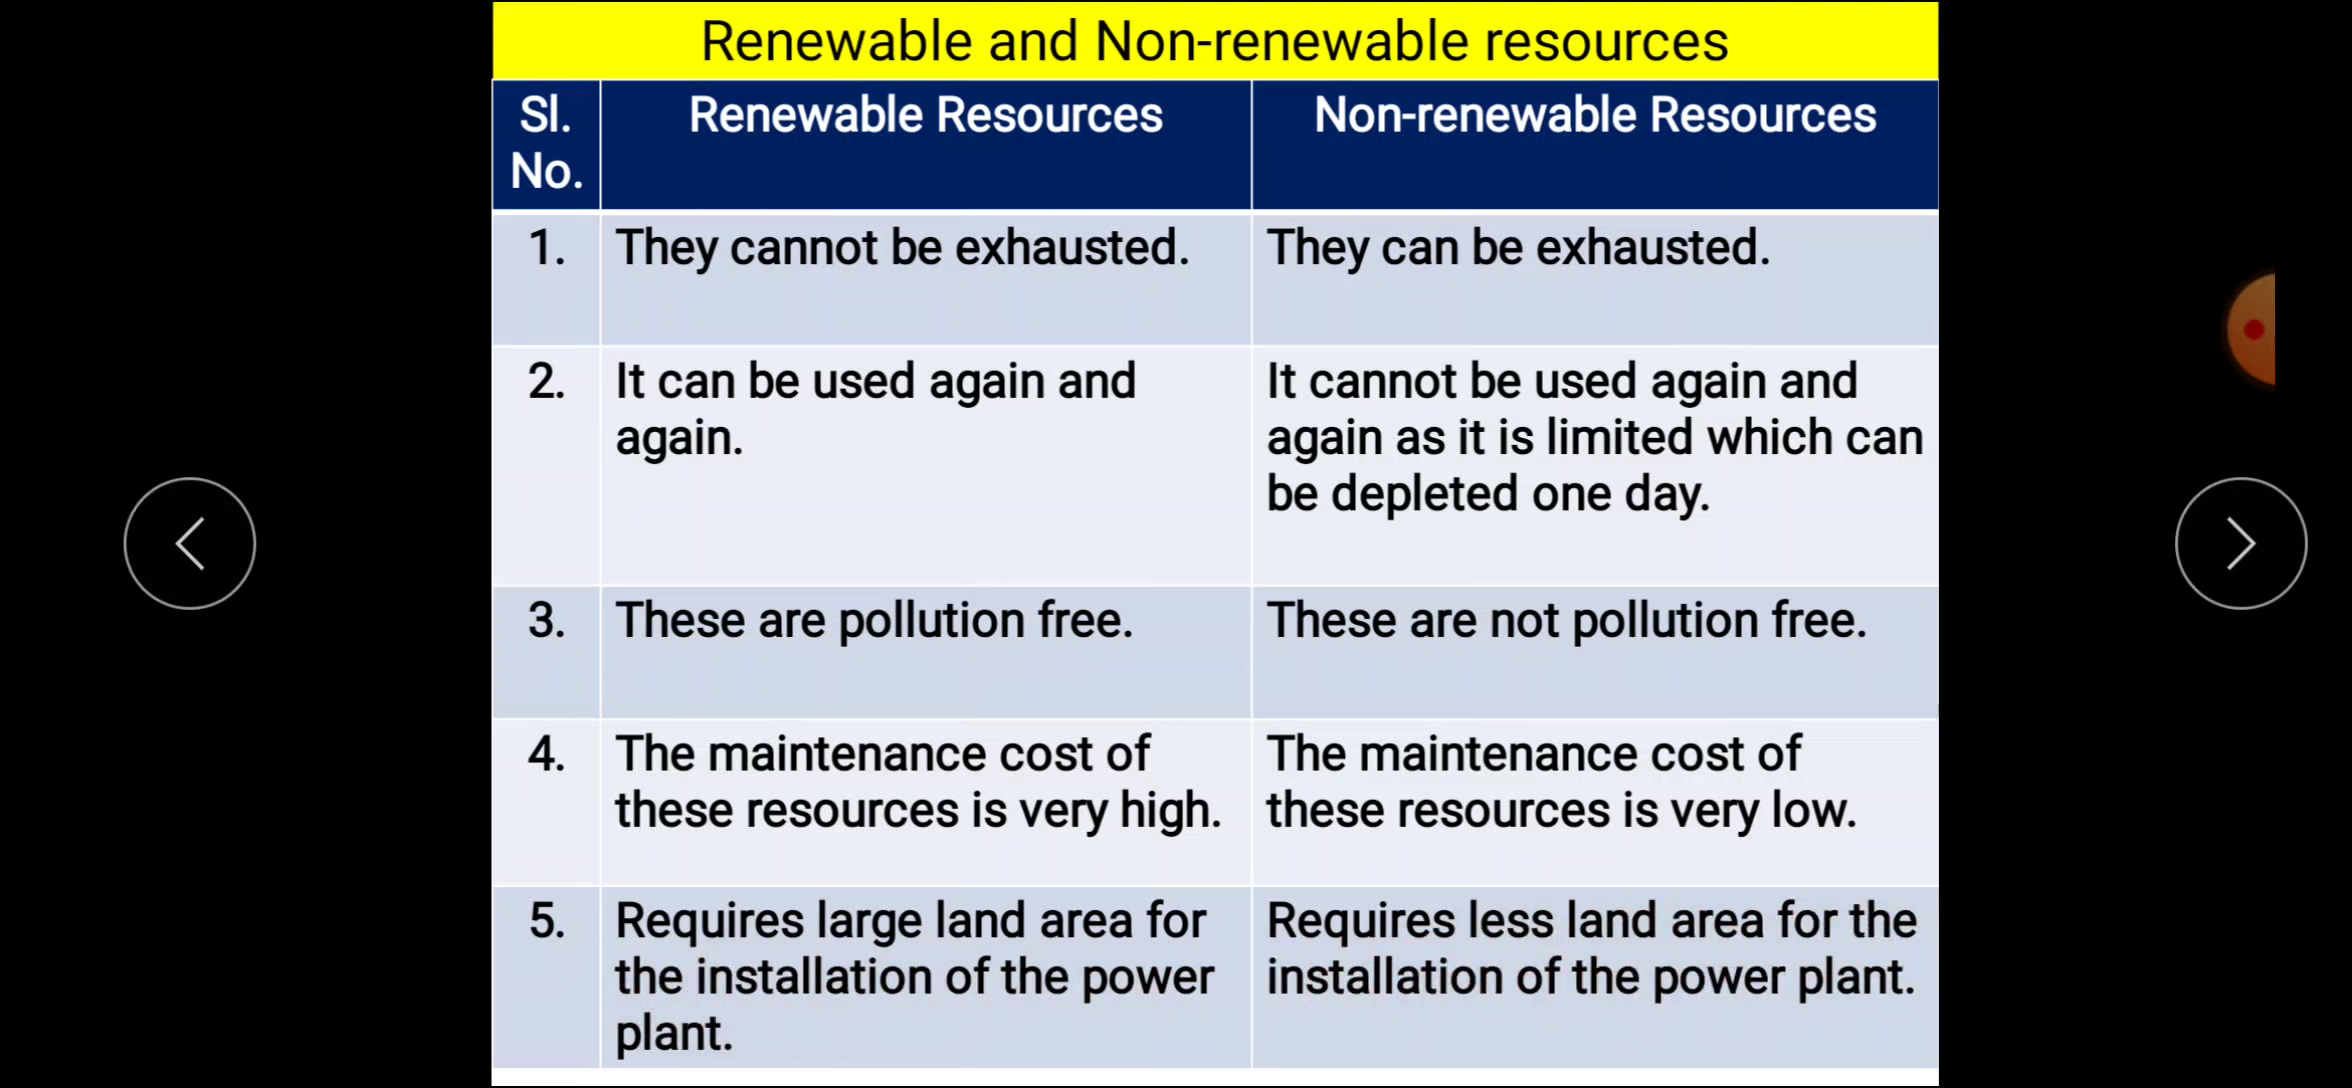 Renewable and Non-renewable resources
Sl.
No.
Renewable Resources
Non-renewable Resources
1.
They cannot be exhausted.
They can be exhausted.
2.
It can be used again and
again.
It cannot be used again and
again as it is limited which can
be depleted one day.
3.
These are pollution free.
These are not pollution free.
4.
The maintenance cost of
these resources is very high.
The maintenance cost of
these resources is very low.
5.
Requires large land area for
the installation of the power
plant.
Requires less land area for the
installation of the power plant.